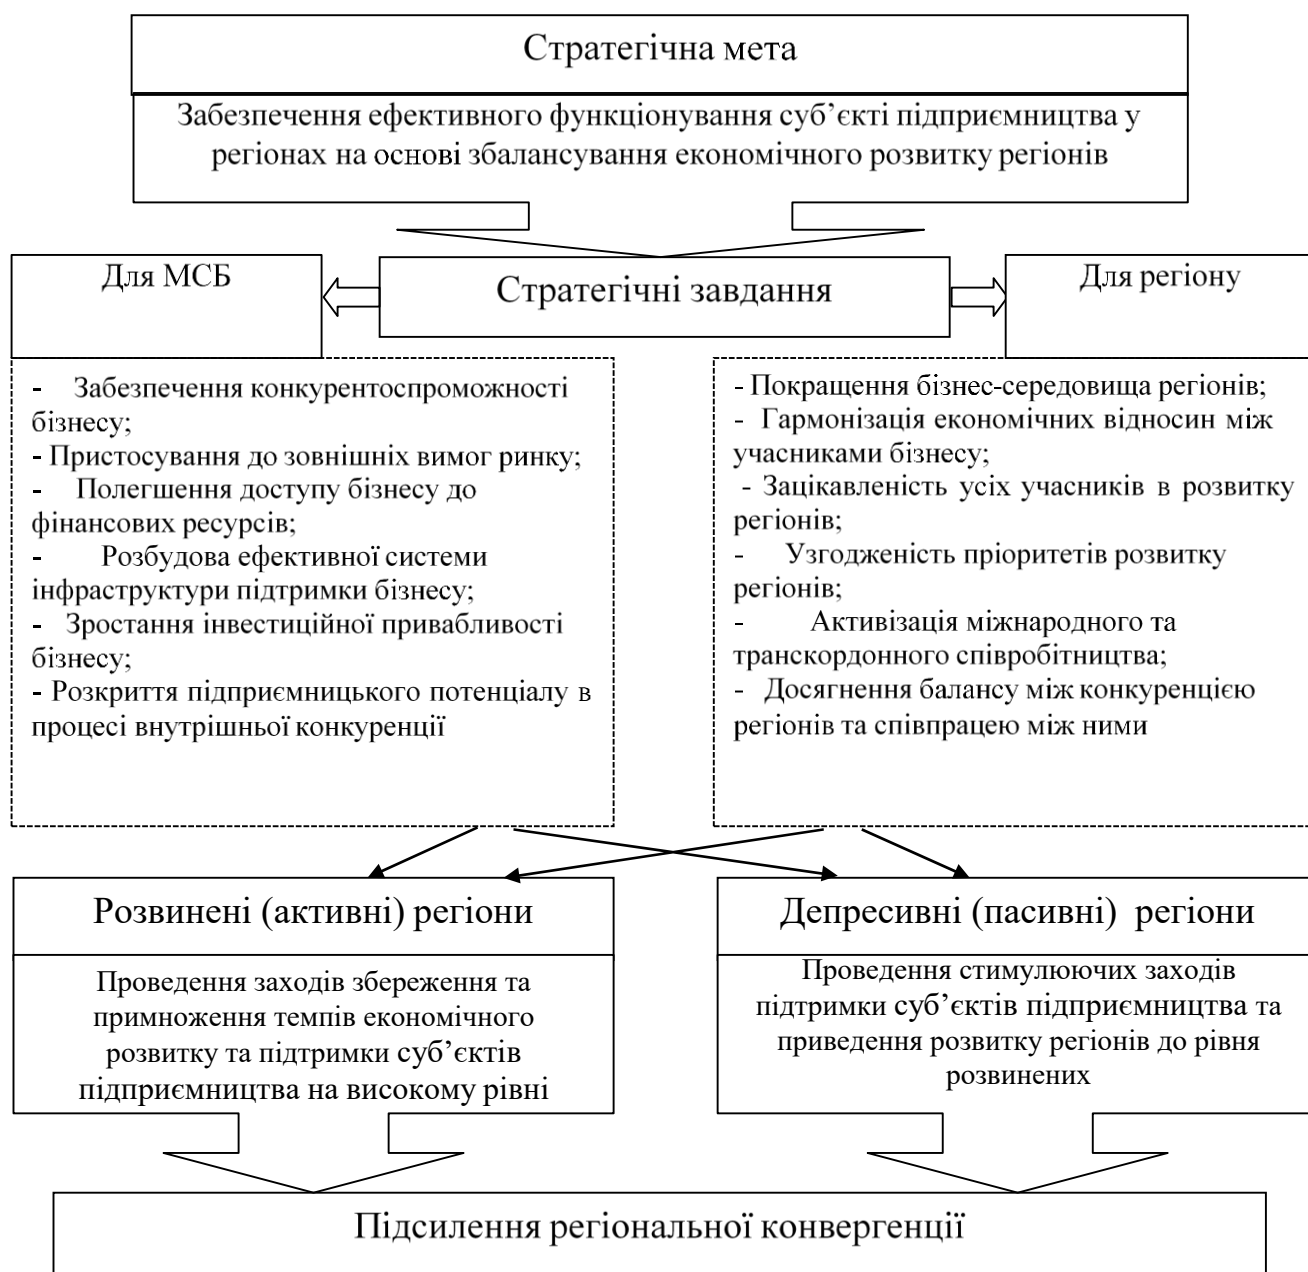 Стратегічна мета
Забезпечення ефективного функціонування суб’єкті підприємництва у
регіонах на основі збалансування економічного розвитку регіонів
Для МСБ
Стратегічні завдання
Для регіону
- Забезпечення конкурентоспроможності
бізнесу;
- Пристосування до зовнішніх вимог ринку;
- Полегшення доступу бізнесу до
фінансових ресурсів;
- Розбудова ефективної системи
інфраструктури підтримки бізнесу;
- Зростання інвестиційної привабливості
бізнесу;
- Розкриття підприємницького потенціалу в
процесі внутрішньої конкуренції
- Покращення бізнес-середовища регіонів;
- Гармонізація економічних відносин між
учасниками бізнесу;
- Зацікавленість усіх учасників в розвитку
регіонів;
- Узгодженість пріоритетів розвитку
регіонів;
- Активізація міжнародного та
транскордонного співробітництва;
- Досягнення балансу між конкуренцією
регіонів та співпрацею між ними
Розвинені (активні) регіони
Проведення заходів збереження та
примноження темпів економічного
розвитку та підтримки суб’єктів
підприємництва на високому рівні
Депресивні (пасивні) регіони
Проведення стимулюючих заходів
підтримки суб’єктів підприємництва та
приведення розвитку регіонів до рівня
розвинених
Підсилення регіональної конвергенції